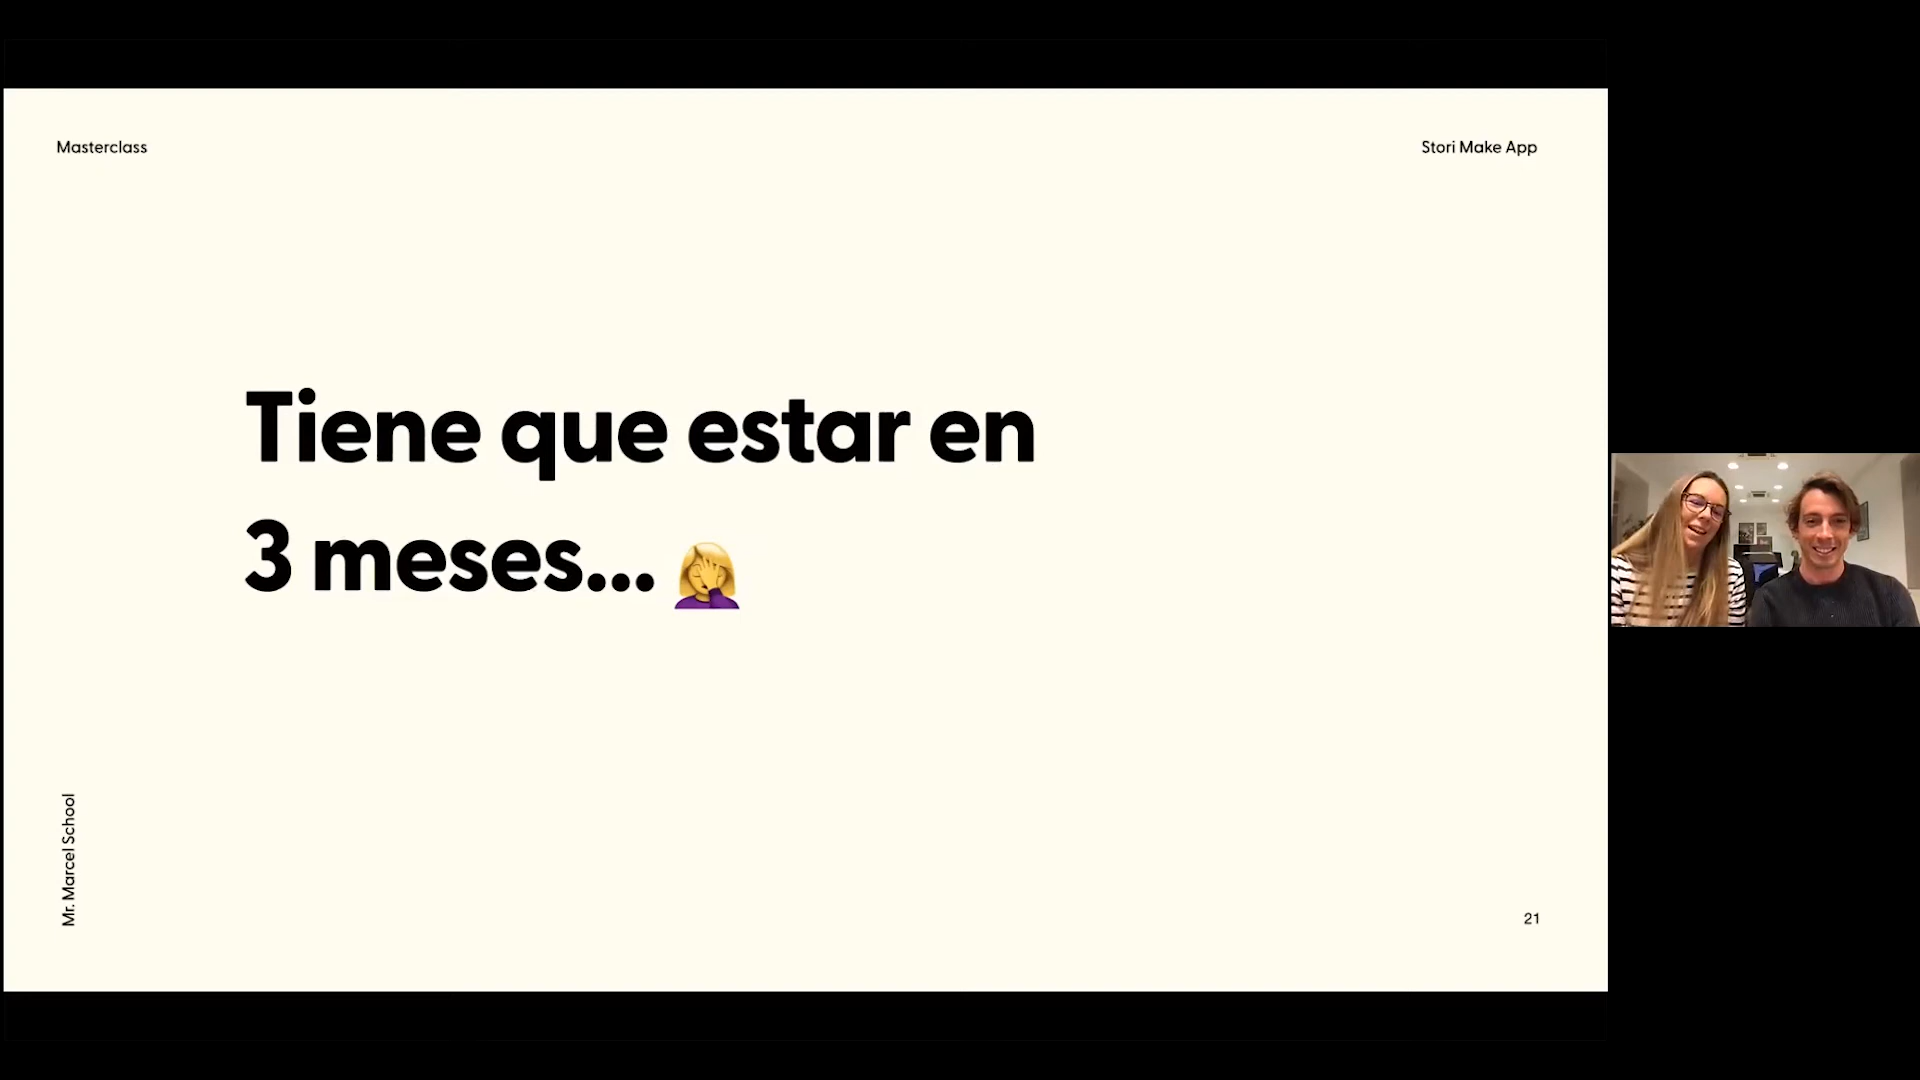 Masterclass
Stori Make App
Tiene que estar en
3 meses... 🤦‍♀️
Mr. Marcel School
21